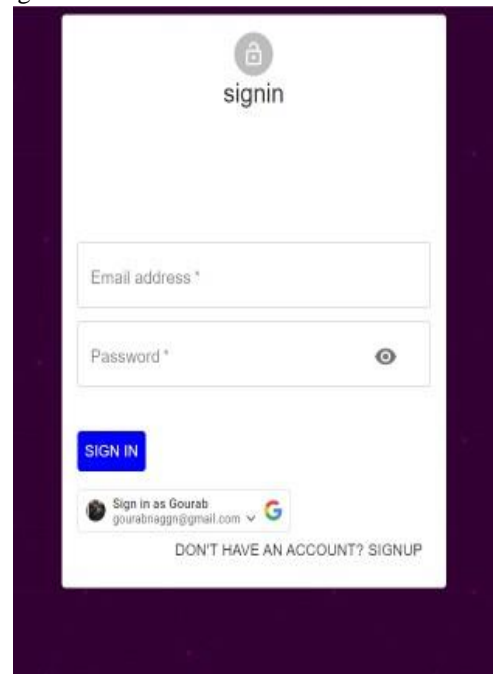 signin
Email address *
Password *
SIGN IN
Sign in as Gourab
gourabnaggn@gmail.com
DON'T HAVE AN ACCOUNT? SIGNUP